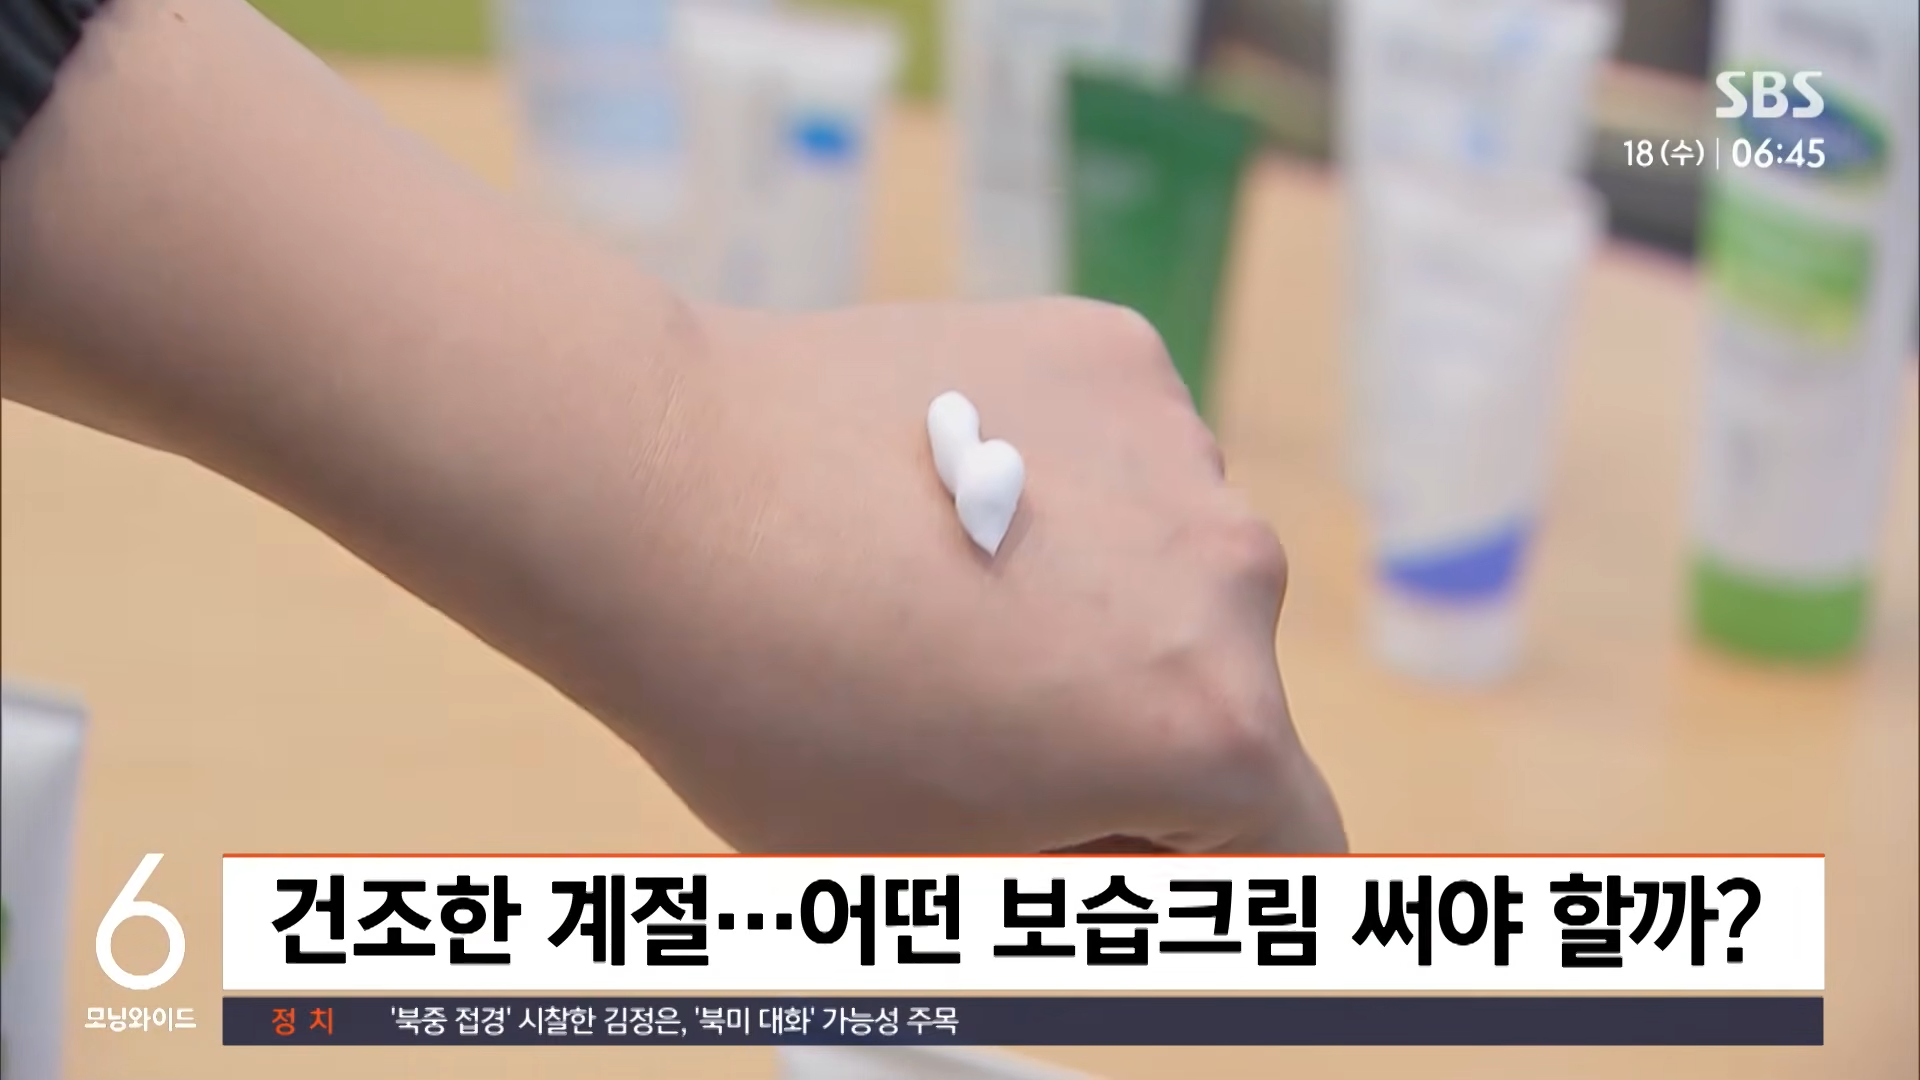 SBS
18(수) | 06:45
건조한 계절…어떤 보습크림 써야 할까?
6
모닝와이드
정 치 '북중 접경' 시찰한 김정은, '북미 대화' 가능성 주목